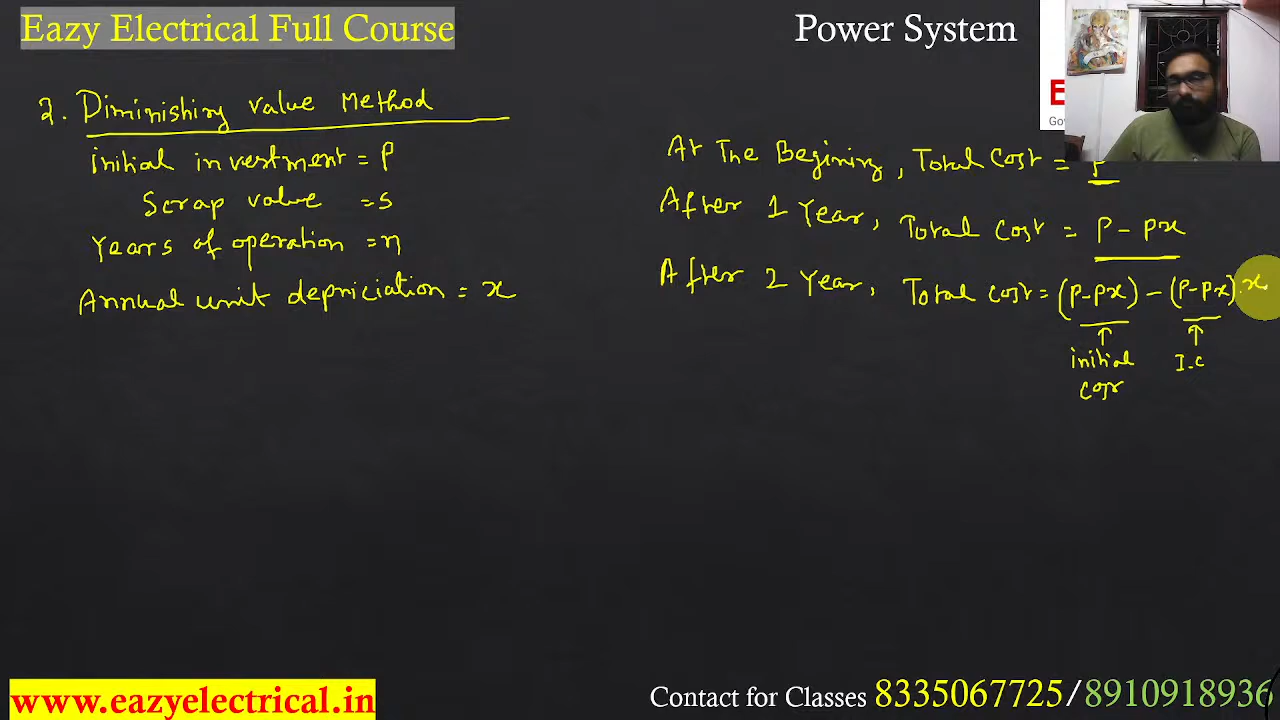 Eazy Electrical Full Course
Power System
2. Diminishing value Method
initial investment = P
Scrap value = S
Years of operation = n
Annual unit depriciation = x
At The Begining, Total Cost = P
After 1 Year, Total Cost = P - Px
After 2 Year, Total cost = (P-Px) - (P-Px).x
initial cost
I.C
www.eazyelectrical.in
Contact for Classes 8335067725/8910918936